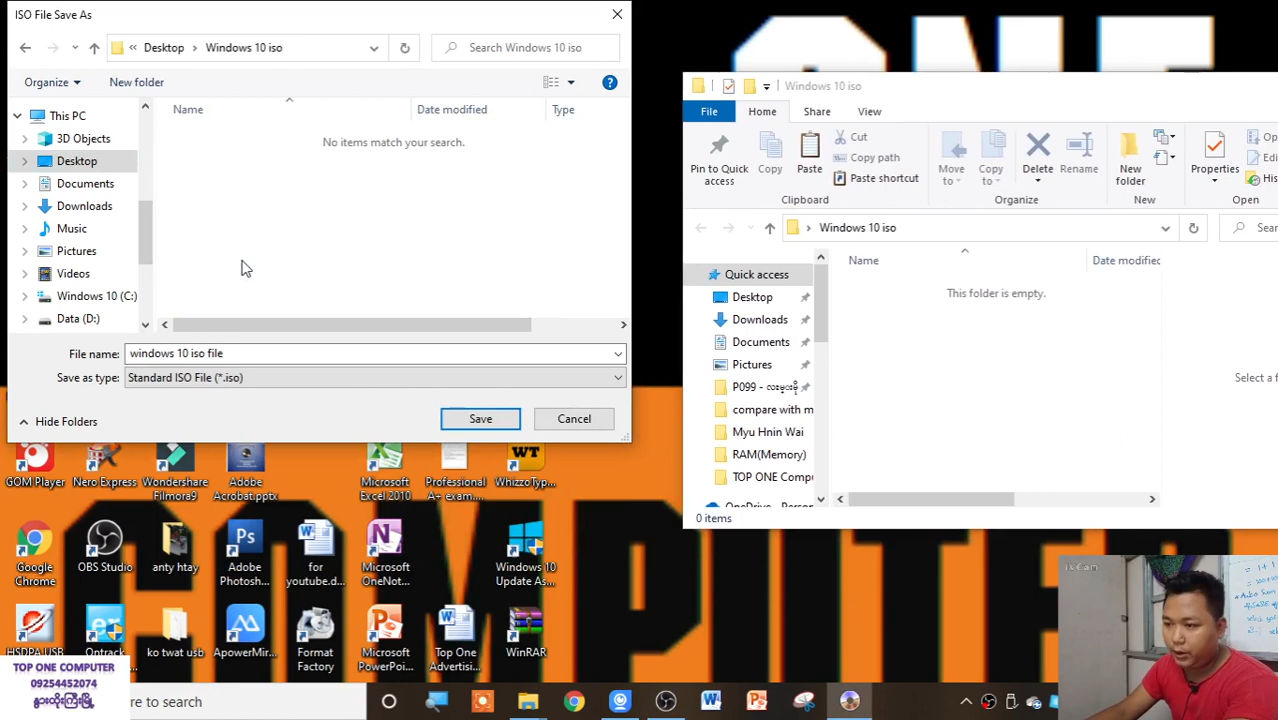 ISO File Save As
Desktop
Windows 10 iso
Search Windows 10 iso
Organize
New folder
Name
Date modified
Type
No items match your search.
This PC
3D Objects
Desktop
Documents
Downloads
Music
Pictures
Videos
Windows 10 (C:)
Data (D:)
File name:
windows 10 iso file
Save as type:
Standard ISO File (*.iso)
Hide Folders
Save
Cancel
Windows 10 iso
File
Home
Share
View
Pin to Quick
access
Copy
Paste
Cut
Copy path
Paste shortcut
Clipboard
Move
to
Copy
to
Delete
Rename
Organize
New
folder
New
Properties
Open
Windows 10 iso
Name
Date modified
This folder is empty.
Quick access
Desktop
Downloads
Documents
Pictures
compare with m
Myu Hnin Wai
RAM(Memory)
TOP ONE Compu
Select a f
0 items
GOM Player
Nero Express
Wondershare
Filmora9
Adobe
Acrobat.pptx
Microsoft
Excel 2010
Professional
A+ exam....
WhizzoTyp...
Google
Chrome
OBS Studio
anty htay
Adobe
Photosh...
for
youtube.d...
Microsoft
OneNot...
Windows 10
Update As...
HSDPA USB
Ontrack
ko twat usb
ApowerMir...
Format
Factory
Microsoft
PowerPoi...
Top One
Advertisi...
WinRAR
COMPUTER
TOP ONE COMPUTER
09254452074
to search